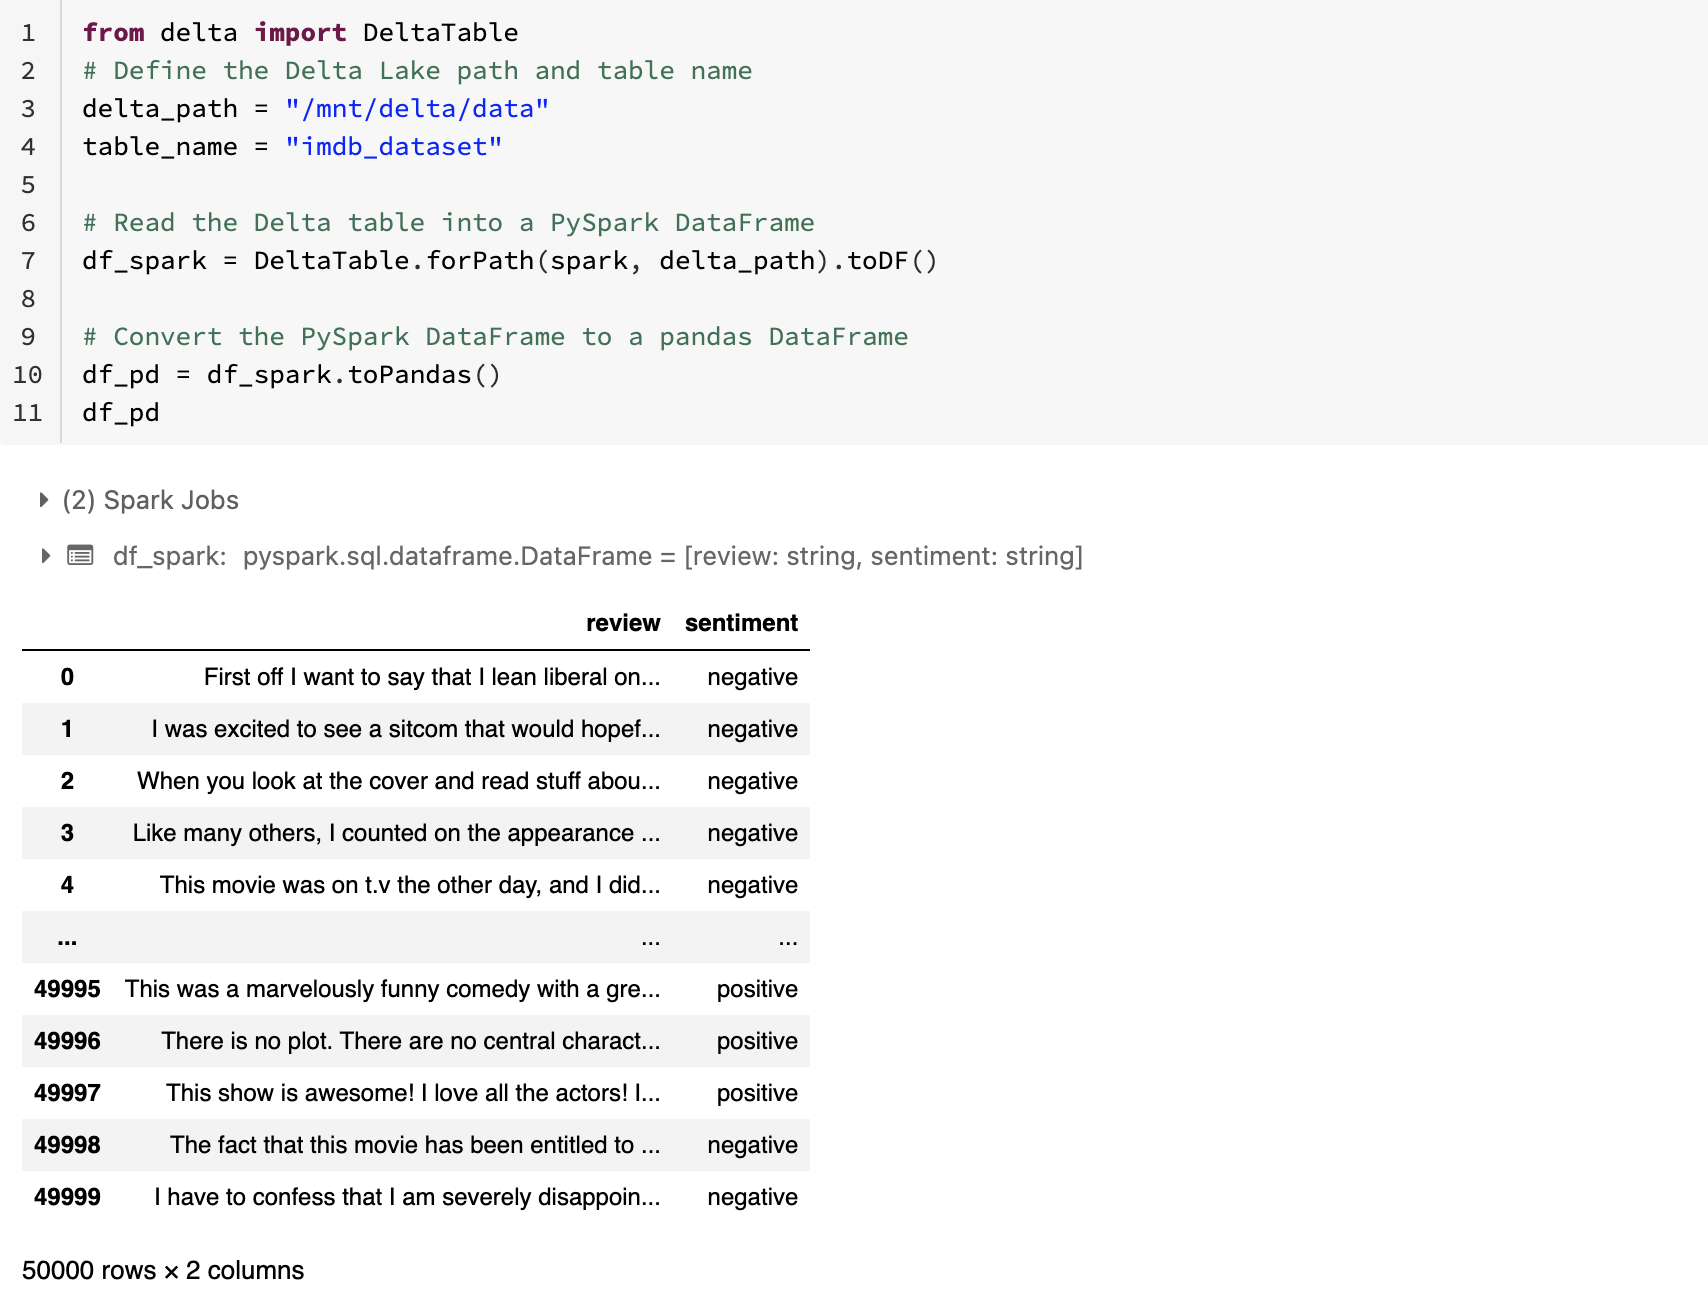 1 from delta import DeltaTable
2 # Define the Delta Lake path and table name
3 delta_path = "/mnt/delta/data"
4 table_name = "imdb_dataset"
5
6 # Read the Delta table into a PySpark DataFrame
7 df_spark = DeltaTable.forPath(spark, delta_path).toDF()
8
9 # Convert the PySpark DataFrame to a pandas DataFrame
10 df_pd = df_spark.toPandas()
11 df_pd
(2) Spark Jobs
df_spark: pyspark.sql.dataframe.DataFrame = [review: string, sentiment: string]
review sentiment
0 First off I want to say that I lean liberal on... negative
1 I was excited to see a sitcom that would hopef... negative
2 When you look at the cover and read stuff abou... negative
3 Like many others, I counted on the appearance ... negative
4 This movie was on t.v the other day, and I did... negative
... ... ...
49995 This was a marvelously funny comedy with a gre... positive
49996 There is no plot. There are no central charact... positive
49997 This show is awesome! I love all the actors! I... positive
49998 The fact that this movie has been entitled to ... negative
49999 I have to confess that I am severely disappoin... negative
50000 rows × 2 columns